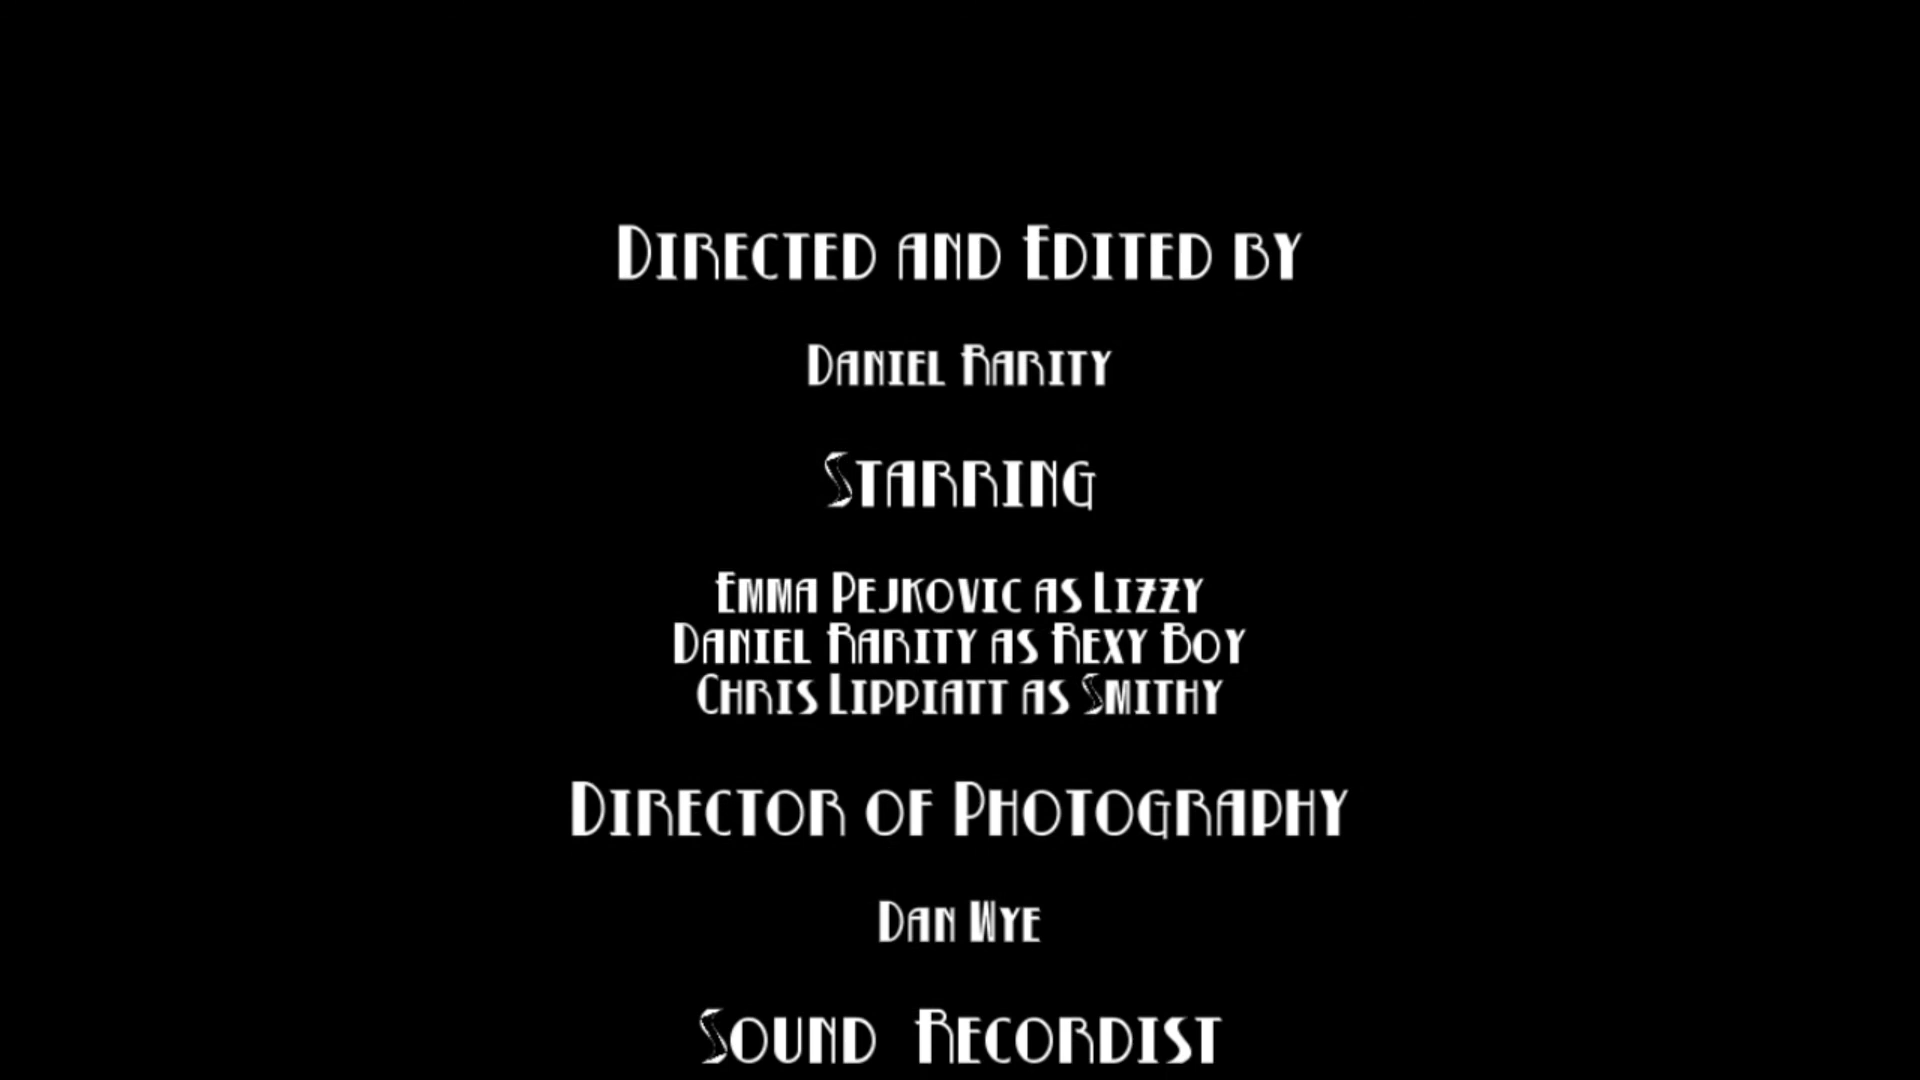 Directed and Edited by
Daniel Rarity
Starring
Emma Pejkovic as Lizzy
Daniel Rarity as Rexy Boy
Chris Lippiatt as Smithy
Director of Photography
Dan Wye
Sound Recordist